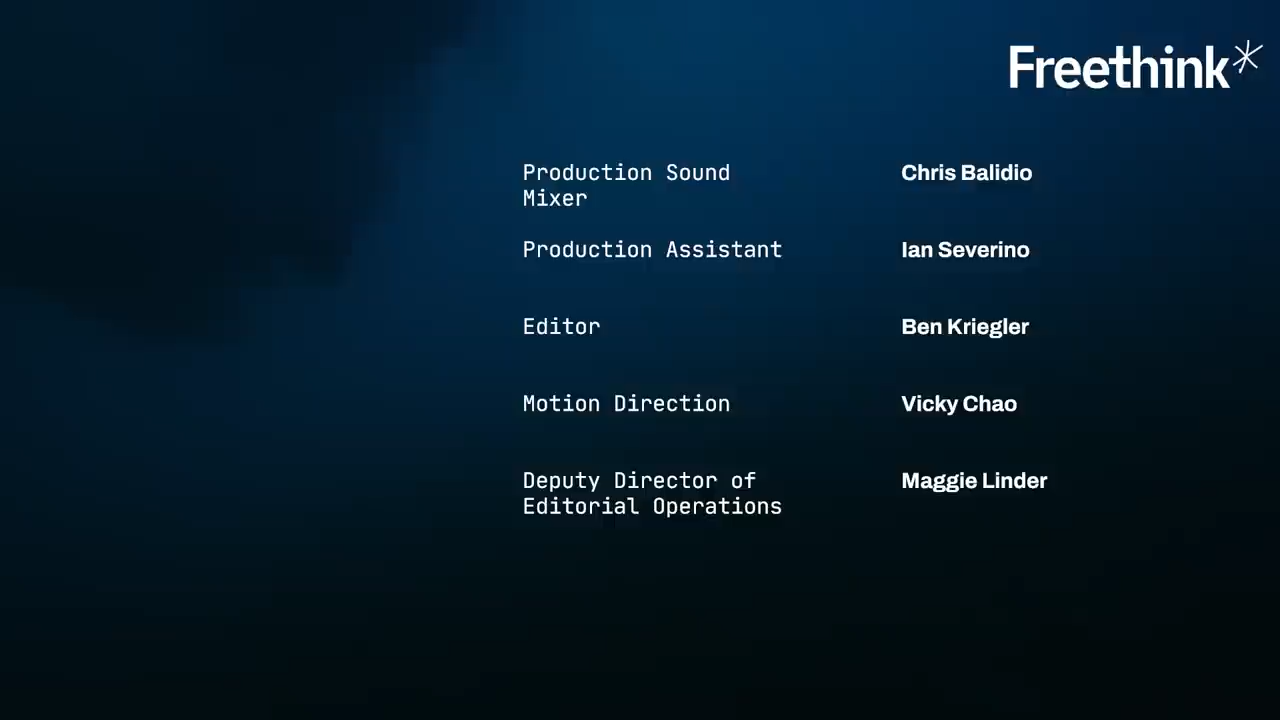 Freethink*
Production Sound Chris Balidio
Mixer
Production Assistant Ian Severino
Editor Ben Kriegler
Motion Direction Vicky Chao
Deputy Director of Maggie Linder
Editorial Operations